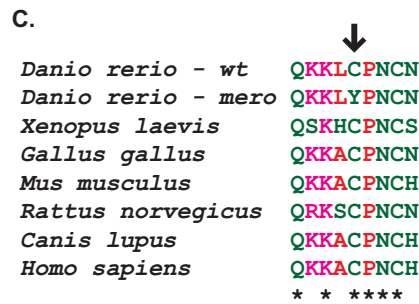 C.
Danio rerio - wt QKKLCPNCN
Danio rerio - mero QKKLYPNCN
Xenopus laevis QSKHCPNCS
Gallus gallus QKKACPNCN
Mus musculus QKKACPNCH
Rattus norvegicus QRKSCPNCN
Canis lupus QKKACPNCH
Homo sapiens QKKACPNCH
* * ****